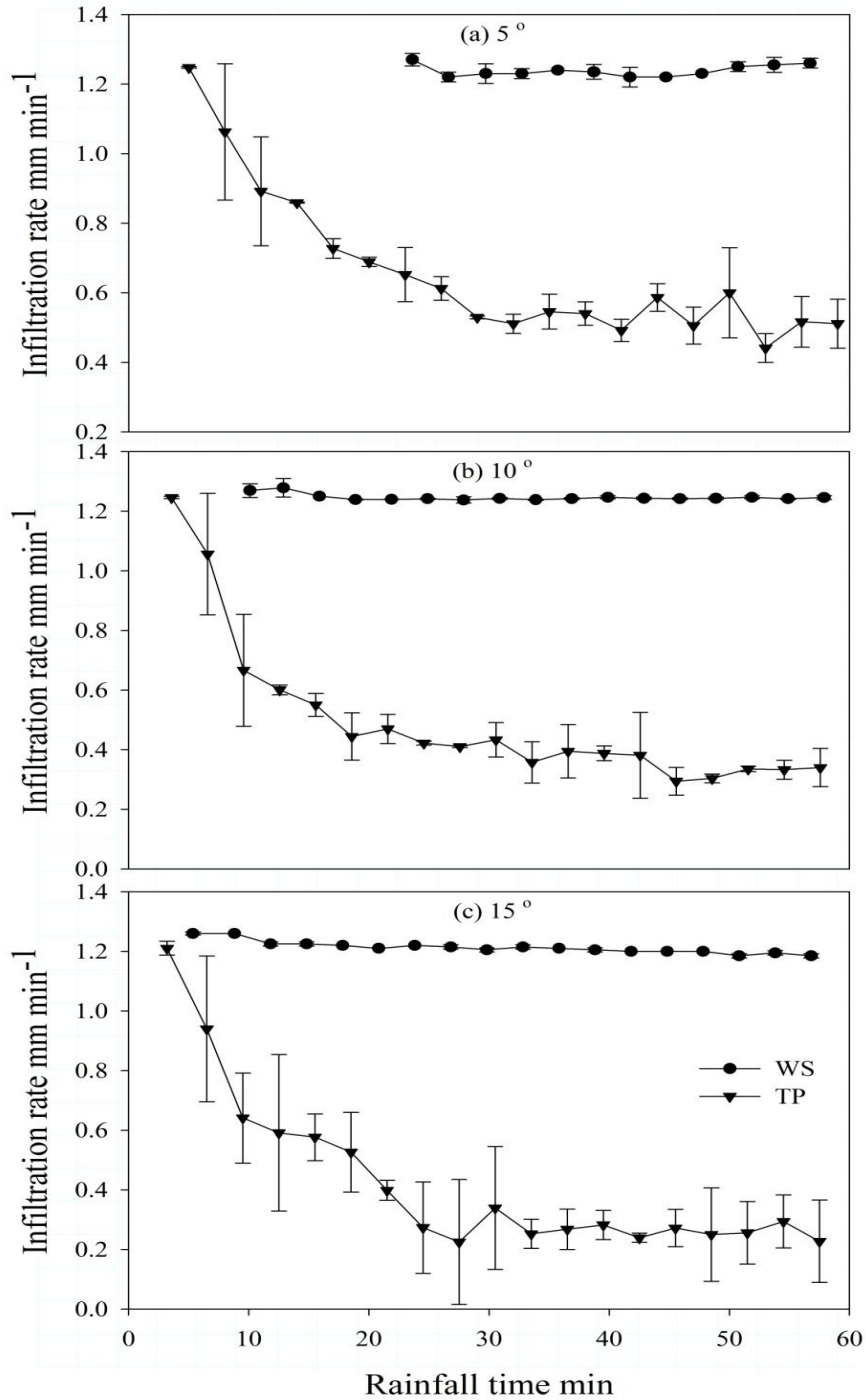 (a) 5 °
Infiltration rate mm min-1
1.4
1.2
1.0
0.8
0.6
0.4
0.2
(b) 10 °
Infiltration rate mm min-1
1.4
1.2
1.0
0.8
0.6
0.4
0.2
0.0
(c) 15 °
Infiltration rate mm min-1
1.4
1.2
1.0
0.8
0.6
0.4
0.2
0.0
WS
TP
0 10 20 30 40 50 60
Rainfall time min